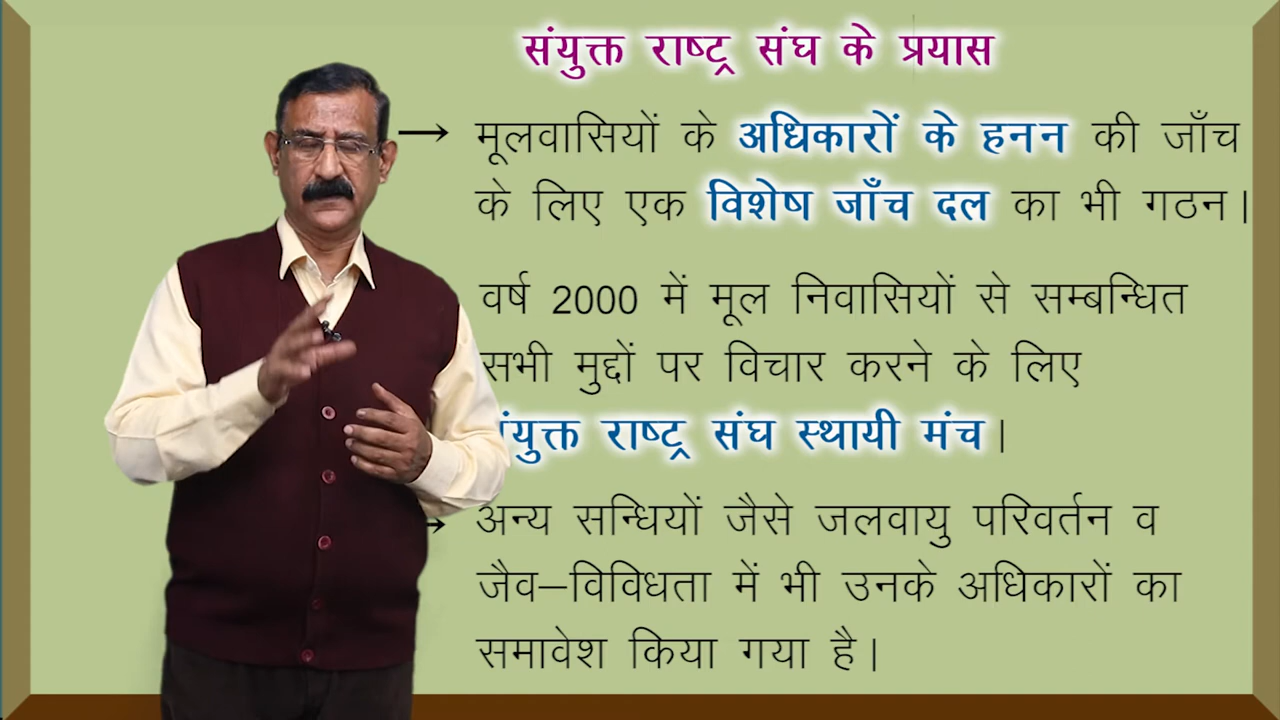 संयुक्त राष्ट्र संघ के प्रयास
→ मूलवासियों के अधिकारों के हनन की जाँच
के लिए एक विशेष जाँच दल का भी गठन।
वर्ष 2000 में मूल निवासियों से सम्बन्धित
सभी मुद्दों पर विचार करने के लिए
संयुक्त राष्ट्र संघ स्थायी मंच।
→ अन्य सन्धियों जैसे जलवायु परिवर्तन व
जैव–विविधता में भी उनके अधिकारों का
समावेश किया गया है।